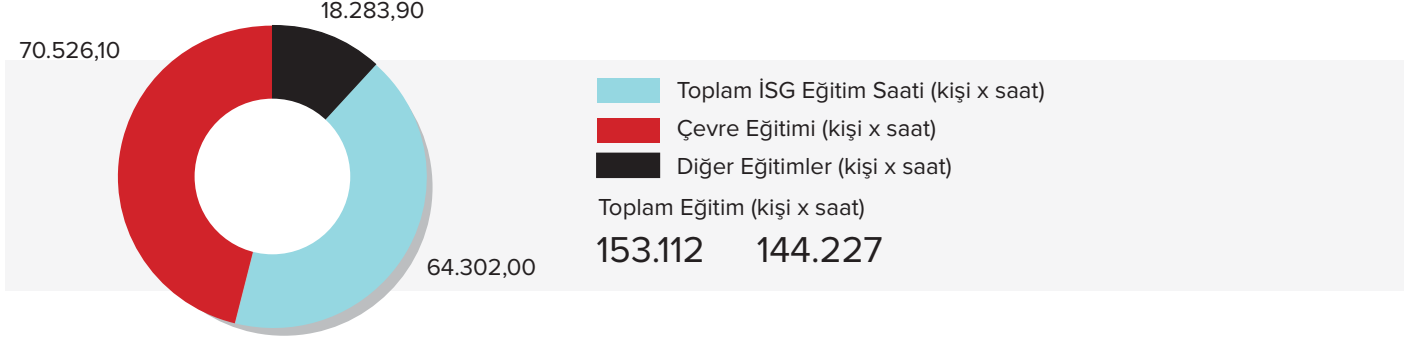 18.283,90
70.526,10
64.302,00
Toplam İSG Eğitim Saati (kişi x saat)
Çevre Eğitimi (kişi x saat)
Diğer Eğitimler (kişi x saat)
Toplam Eğitim (kişi x saat)
153.112 144.227